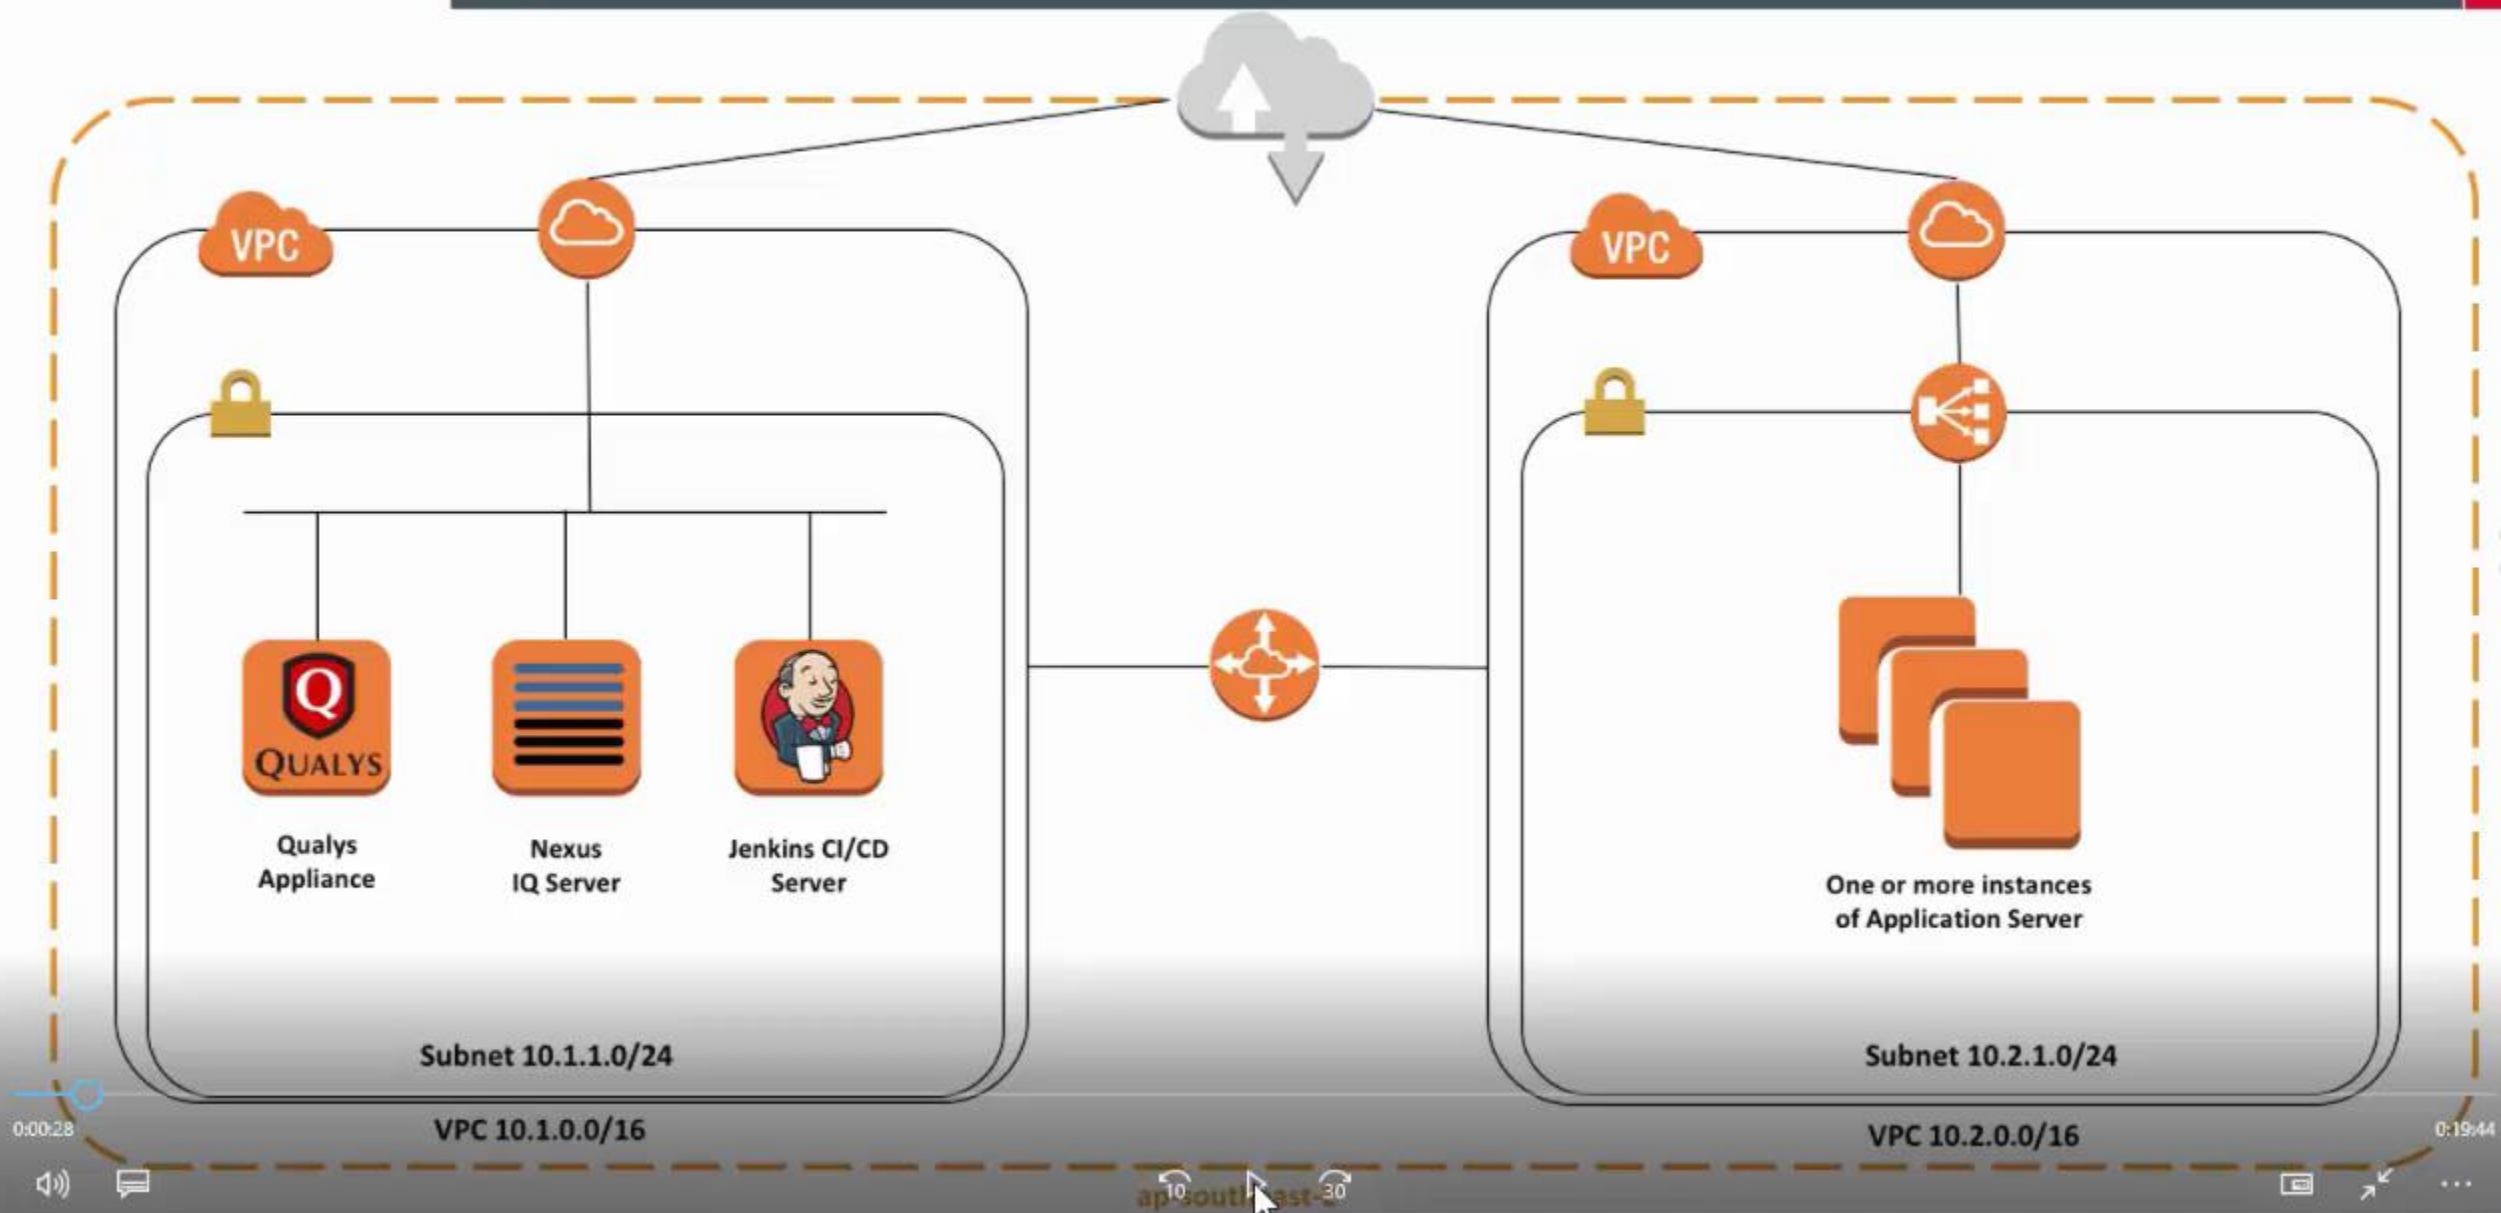 VPC
VPC
Q
QUALYS
Qualys
Appliance
Nexus
IQ Server
Jenkins CI/CD
Server
One or more instances
of Application Server
Subnet 10.1.1.0/24
Subnet 10.2.1.0/24
VPC 10.1.0.0/16
VPC 10.2.0.0/16
0:00:28
0:19:44
10
30